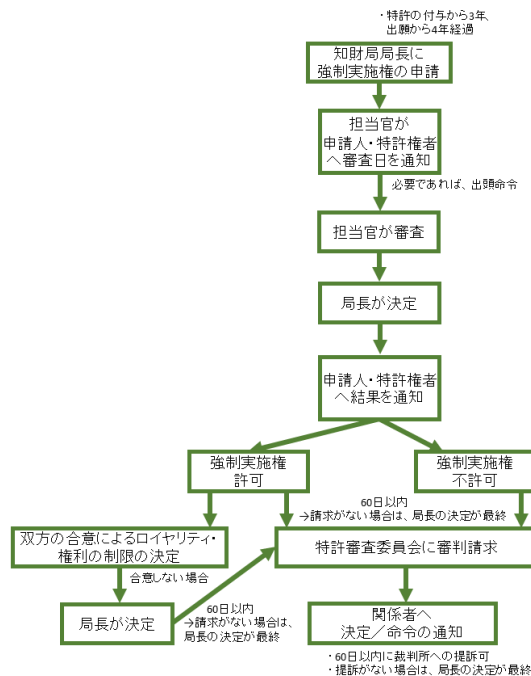 ・特許の付与から3年、
出願から4年経過
知財局局長に
強制実施権の申請
担当官が
申請人・特許権者
へ審査日を通知
必要であれば、出頭命令
担当官が審査
局長が決定
申請人・特許権者
へ結果を通知
強制実施権
許可
強制実施権
不許可
60日以内
→請求がない場合は、局長の決定が最終
双方の合意によるロイヤリティ・
権利の制限の決定
特許審査委員会に審判請求
合意しない場合
局長が決定
60日以内
→請求がない場合は、
局長の決定が最終
関係者へ
決定／命令の通知
・60日以内に裁判所への提訴可
・提訴がない場合は、局長の決定が最終